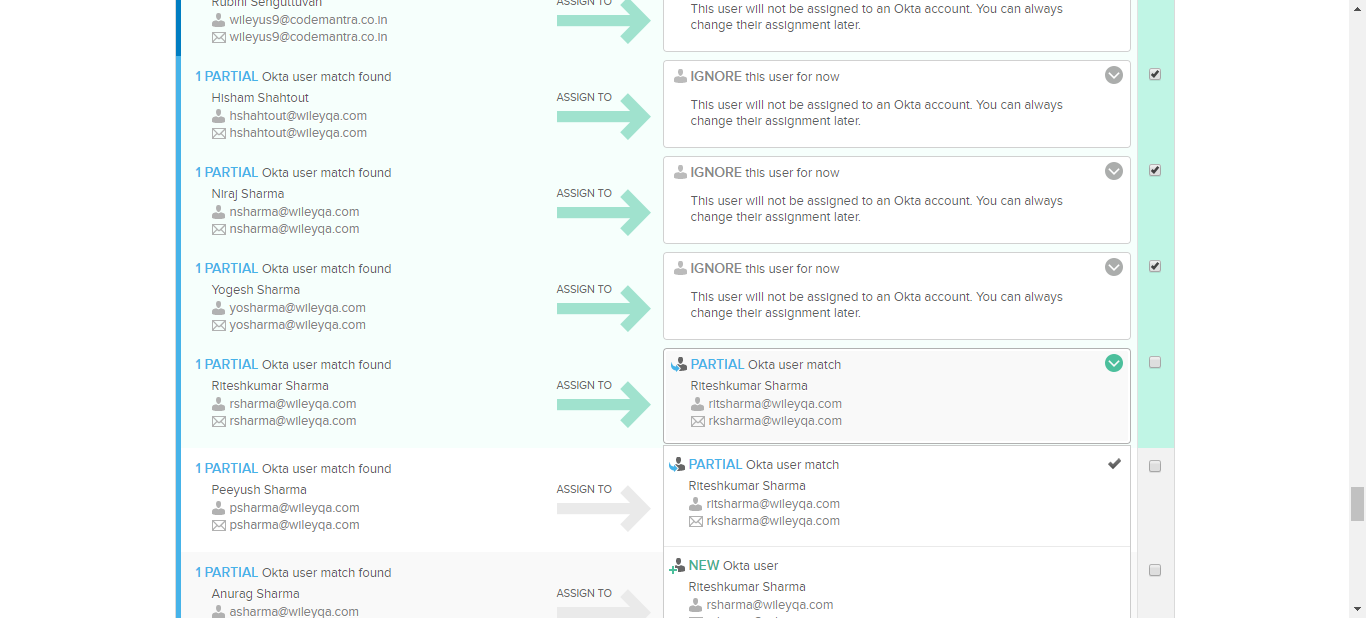 Rubini Senguttuvan
wileyus9@codemantra.co.in
wileyus9@codemantra.co.in
ASSIGN TO
This user will not be assigned to an Okta account. You can always
change their assignment later.
1 PARTIAL Okta user match found
Hisham Shahtout
hshahtout@wileyqa.com
hshahtout@wileyqa.com
ASSIGN TO
IGNORE this user for now
This user will not be assigned to an Okta account. You can always
change their assignment later.
1 PARTIAL Okta user match found
Niraj Sharma
nsharma@wileyqa.com
nsharma@wileyqa.com
ASSIGN TO
IGNORE this user for now
This user will not be assigned to an Okta account. You can always
change their assignment later.
1 PARTIAL Okta user match found
Yogesh Sharma
yosharma@wileyqa.com
yosharma@wileyqa.com
ASSIGN TO
IGNORE this user for now
This user will not be assigned to an Okta account. You can always
change their assignment later.
1 PARTIAL Okta user match found
Riteshkumar Sharma
rsharma@wileyqa.com
rsharma@wileyqa.com
ASSIGN TO
PARTIAL Okta user match
Riteshkumar Sharma
ritsharma@wileyqa.com
rksharma@wileyqa.com
1 PARTIAL Okta user match found
Peeyush Sharma
psharma@wileyqa.com
psharma@wileyqa.com
ASSIGN TO
PARTIAL Okta user match
Riteshkumar Sharma
ritsharma@wileyqa.com
rksharma@wileyqa.com
1 PARTIAL Okta user match found
Anurag Sharma
asharma@wileyqa.com
ASSIGN TO
NEW Okta user
Riteshkumar Sharma
rsharma@wileyqa.com